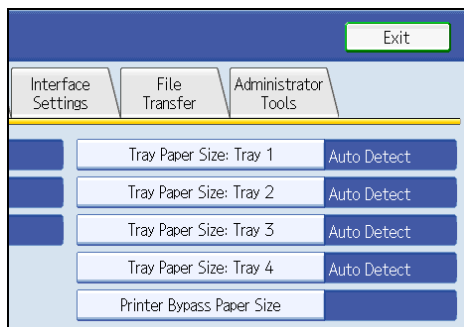 Exit
Interface
Settings
File
Transfer
Administrator
Tools
Tray Paper Size: Tray 1 Auto Detect
Tray Paper Size: Tray 2 Auto Detect
Tray Paper Size: Tray 3 Auto Detect
Tray Paper Size: Tray 4 Auto Detect
Printer Bypass Paper Size